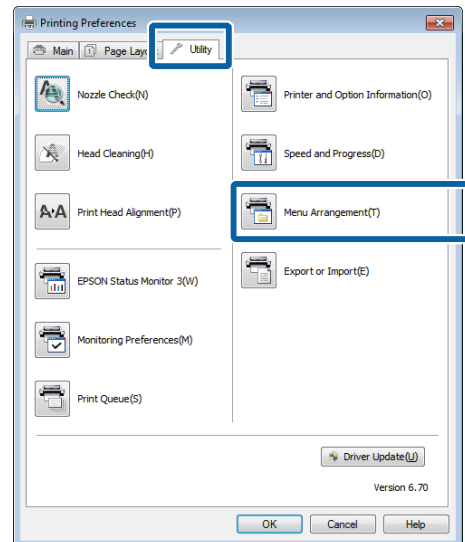 Printing Preferences
Main Page Layo Utility
Nozzle Check(N)
Printer and Option Information(O)
Head Cleaning(H)
Speed and Progress(D)
Print Head Alignment(P)
Menu Arrangement(T)
EPSON Status Monitor 3(W)
Export or Import(E)
Monitoring Preferences(M)
Print Queue(S)
Driver Update(U)
Version 6.70
OK Cancel Help